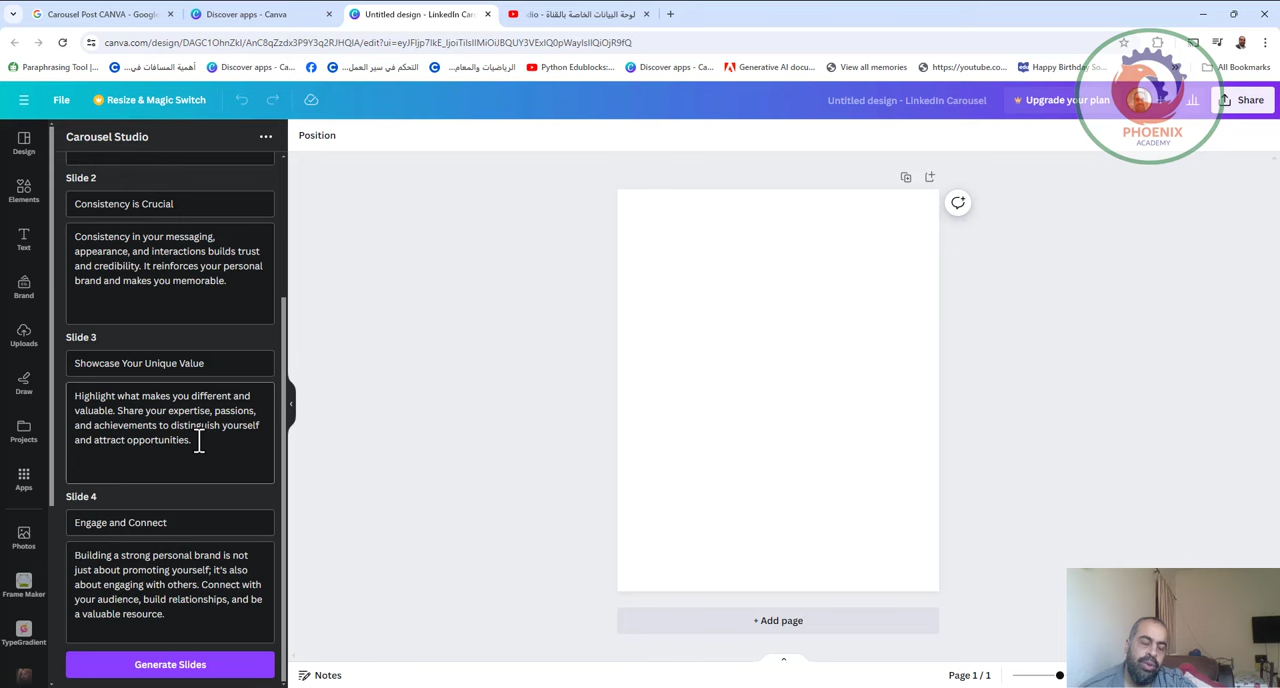 Carousel Post CANVA - Google
Discover apps - Canva
Untitled design - LinkedIn Car
لوحة البيانات الخاصة بالقناة - dio
canva.com/design/DAGC1OhnZkI/AnC8qZzdx3P9Y3q2RJHQIA/edit?ui=eyJFIjp7IkE_IjoiTiIsIlMiOiJBQUY3VExIQ0pWayIsIlQiOjR9fQ
Paraphrasing Tool |...
أهمية المسافات في...
Discover apps - Ca...
التحكم في سير العمل...
الرياضيات والمعام...
Python Edublocks:...
Discover apps - Ca...
Generative AI docu...
View all memories
https://youtube.co...
Happy Birthday So...
All Bookmarks
File
Resize & Magic Switch
Untitled design - LinkedIn Carousel
Upgrade your plan
Share
PHOENIX
ACADEMY
Design
Elements
Text
Brand
Uploads
Draw
Projects
Apps
Photos
Frame Maker
TypeGradient
Carousel Studio
Slide 2
Consistency is Crucial
Consistency in your messaging,
appearance, and interactions builds trust
and credibility. It reinforces your personal
brand and makes you memorable.
Slide 3
Showcase Your Unique Value
Highlight what makes you different and
valuable. Share your expertise, passions,
and achievements to distinguish yourself
and attract opportunities.
Slide 4
Engage and Connect
Building a strong personal brand is not
just about promoting yourself; it's also
about engaging with others. Connect with
your audience, build relationships, and be
a valuable resource.
Generate Slides
Position
+ Add page
Notes
Page 1 / 1